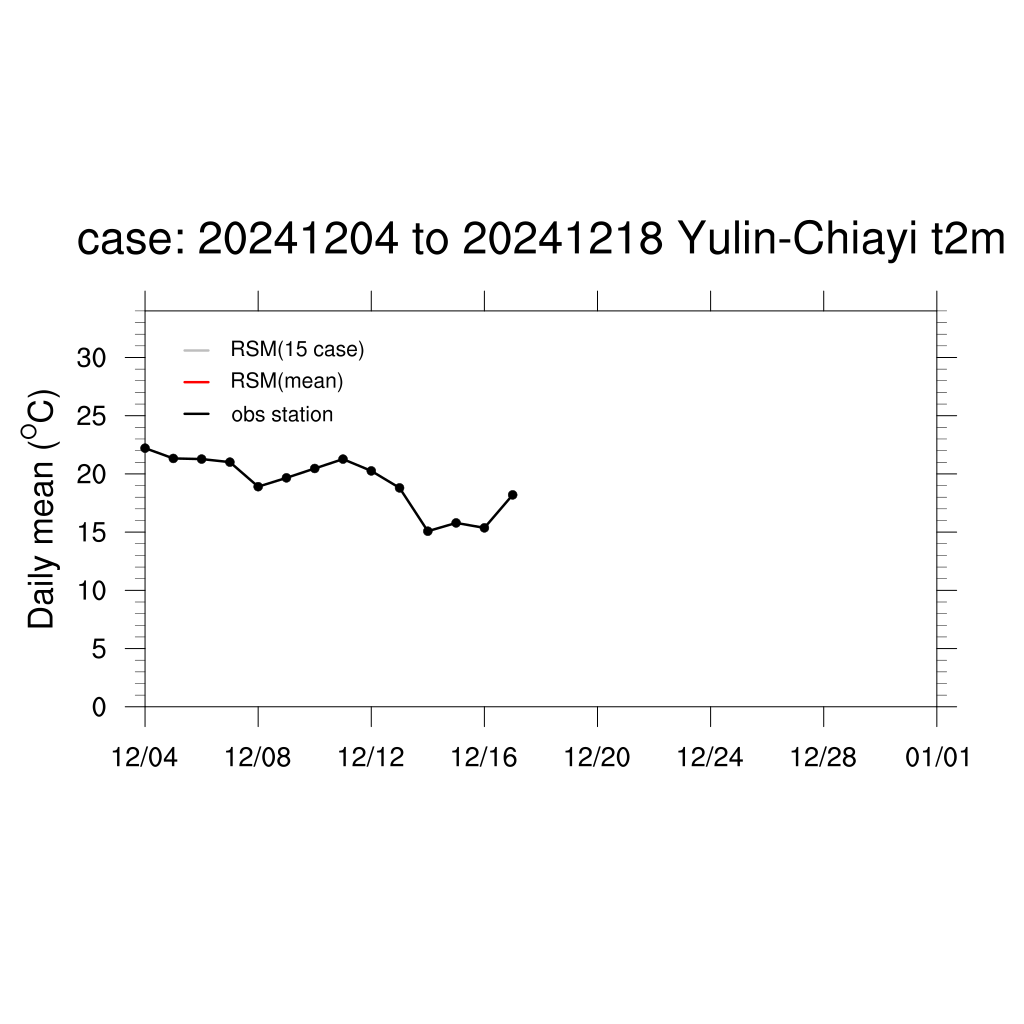 case: 20241204 to 20241218 Yulin-Chiayi t2m
RSM(15 case)
RSM(mean)
obs station
Daily mean (°C)
30
25
20
15
10
5
0
12/04 12/08 12/12 12/16 12/20 12/24 12/28 01/01